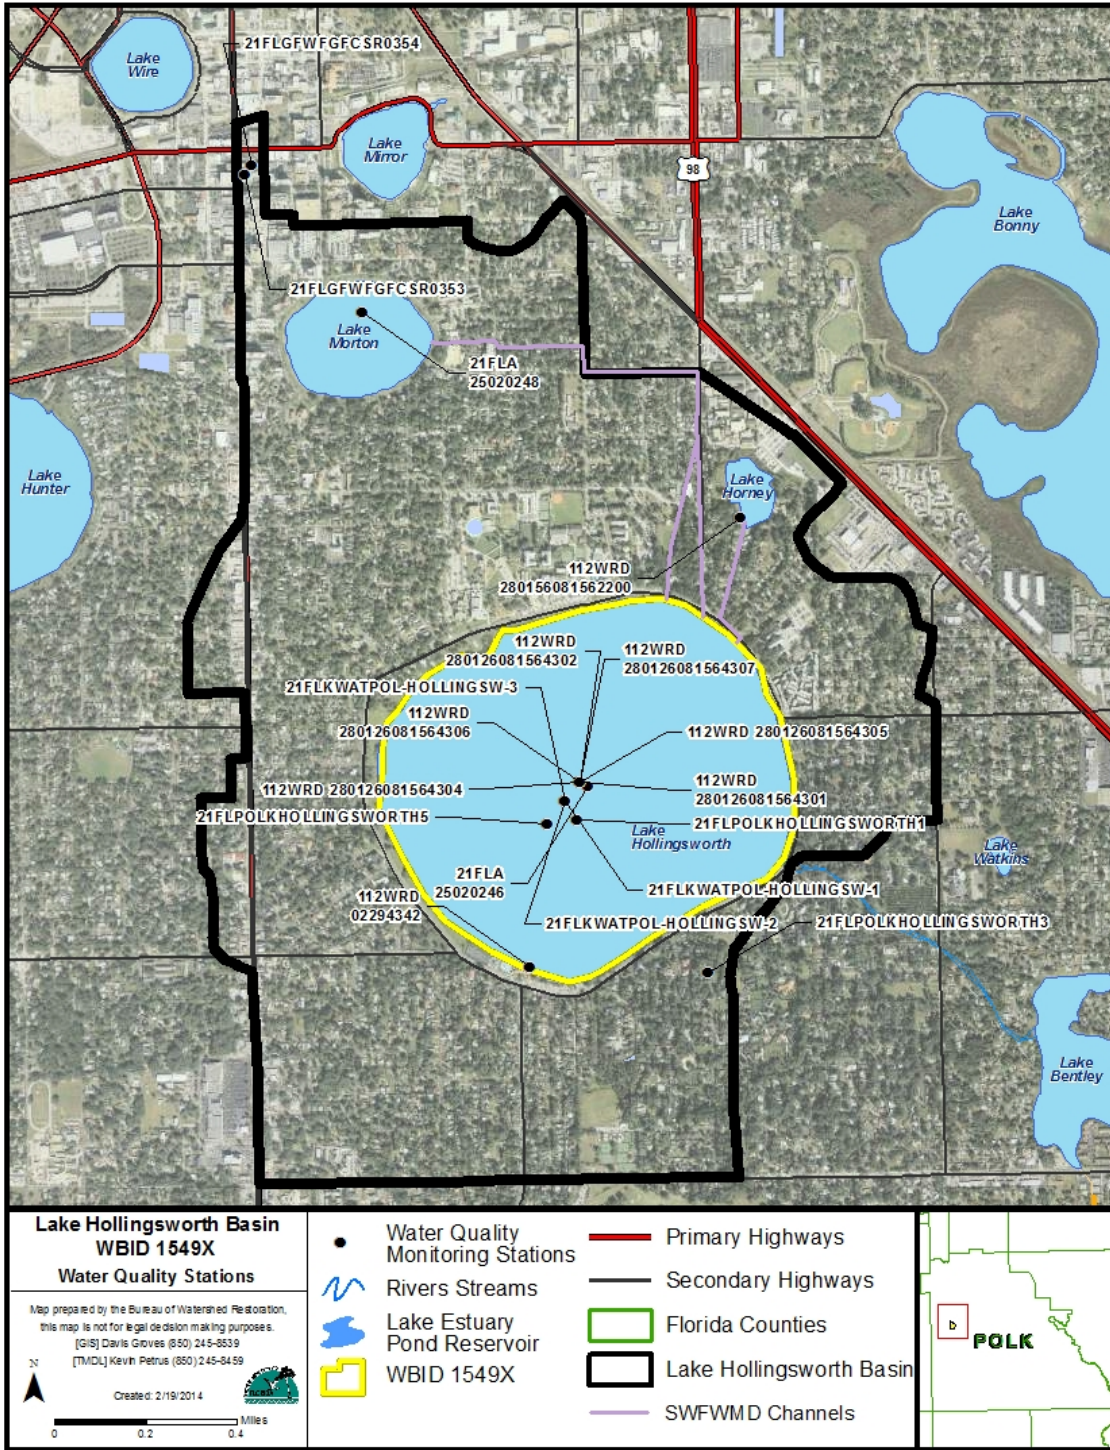 21FLGFWFGFCSR0354
Lake
Wire
Lake
Mirror
98
Lake
Bonny
21FLGFWFGFCSR0353
Lake
Morton
21FLA
25020248
Lake
Hunter
Lake
Horney
112WRD
280156081562200
112WRD
280126081564302
112WRD
280126081564307
21FLKWATPOL-HOLLINGSW-3
112WRD
280126081564306
112WRD 280126081564305
112WRD 280126081564304
112WRD
280126081564301
21FLPOLKHOLLINGSWORTH5
21FLPOLKHOLLINGSWORTH1
Lake
Hollingsworth
Lake
Watkins
21FLA
25020246
21FLKWATPOL-HOLLINGSW-1
112WRD
02294342
21FLKWATPOL-HOLLINGSW-2
21FLPOLKHOLLINGSWORTH3
Lake
Bentley
Lake Hollingsworth Basin
WBID 1549X
Water Quality Stations
Map prepared by the Bureau of Watershed Restoration,
this map is not for legal decision making purposes.
[GIS] Davis Groves (850) 245-8539
[TMDL] Kevin Petrus (850) 245-8459
N
Created: 2/19/2014
Miles
0 0.2 0.4
Water Quality
Monitoring Stations
Rivers Streams
Lake Estuary
Pond Reservoir
WBID 1549X
Primary Highways
Secondary Highways
Florida Counties
Lake Hollingsworth Basin
SWFWMD Channels
POLK